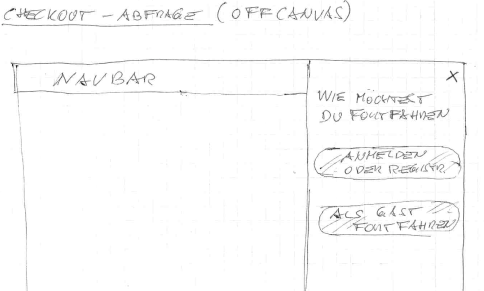 CHECKOUT - ABFRAGE (OFFCANVAS)
NAVBAR
X
WIE MÖCHTEST
DU FORTFAHREN
ANMELDEN
ODER REGISTR.
ALS GAST
FORTFAHREN